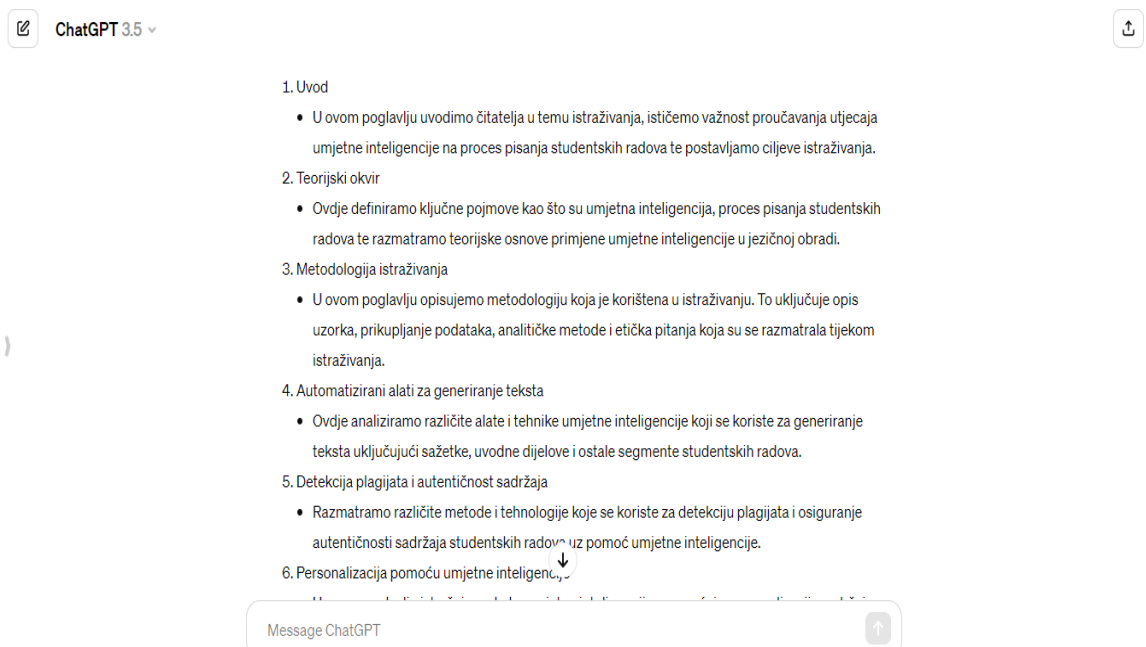 ChatGPT 3.5
1. Uvod
• U ovom poglavlju uvodimo čitatelja u temu istraživanja, ističemo važnost proučavanja utjecaja
umjetne inteligencije na proces pisanja studentskih radova te postavljamo ciljeve istraživanja.
2. Teorijski okvir
• Ovdje definiramo ključne pojmove kao što su umjetna inteligencija, proces pisanja studentskih
radova te razmatramo teorijske osnove primjene umjetne inteligencije u jezičnoj obradi.
3. Metodologija istraživanja
• U ovom poglavlju opisujemo metodologiju koja je korištena u istraživanju. To uključuje opis
uzorka, prikupljanje podataka, analitičke metode i etička pitanja koja su se razmatrala tijekom
istraživanja.
4. Automatizirani alati za generiranje teksta
• Ovdje analiziramo različite alate i tehnike umjetne inteligencije koji se koriste za generiranje
teksta uključujući sažetke, uvodne dijelove i ostale segmente studentskih radova.
5. Detekcija plagijata i autentičnost sadržaja
• Razmatramo različite metode i tehnologije koje se koriste za detekciju plagijata i osiguranje
autentičnosti sadržaja studentskih radova uz pomoć umjetne inteligencije.
6. Personalizacija pomoću umjetne inteligencije
Message ChatGPT